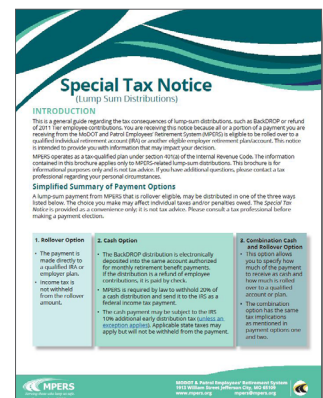 Special Tax Notice
(Lump Sum Distributions)
INTRODUCTION
This is a general guide regarding the tax consequences of lump-sum distributions, such as BackDROP or refund
of 2011 Tier employee contributions. You are receiving this notice because all or a portion of a payment you are
receiving from the MoDOT and Patrol Employees' Retirement System (MPERS) is eligible to be rolled over to a
qualified individual retirement account (IRA) or another eligible employer retirement plan/account. This notice
is intended to provide you with information that may impact your decision.
MPERS operates as a tax-qualified plan under section 401(a) of the Internal Revenue Code. The information
contained in this brochure applies only to MPERS-related lump-sum distributions. This brochure is for
informational purposes only and is not tax advice. If you have additional questions, please contact a tax
professional regarding your personal circumstances.
Simplified Summary of Payment Options
A lump-sum payment from MPERS that is rollover eligible, may be distributed in one of the three ways
listed below. The choice you make may affect individual taxes and/or penalties owed. The Special Tax
Notice is provided as a convenience only; it is not tax advice. Please consult a tax professional before
making a payment election.
1. Rollover Option
• The payment is
made directly to
a qualified IRA or
employer plan.
• Income tax is
not withheld
from the rollover
amount.
2. Cash Option
• The BackDROP distribution is electronically
deposited into the same account authorized
for monthly retirement benefit payments.
If the distribution is a refund of employee
contributions, it is paid by check.
• MPERS is required by law to withhold 20% of
a cash distribution and send it to the IRS as a
federal income tax payment.
• The cash payment may be subject to the IRS
10% additional early distribution tax (unless an
exception applies). Applicable state taxes may
apply but will not be withheld from the payment.
3. Combination Cash
and Rollover Option
• This option allows
you to specify how
much of the payment
to receive as cash and
how much is rolled
over to a qualified
account or plan.
• The combination
option has the same
tax implications
as mentioned in
payment options one
and two.
MPERS
MODOT & Patrol Employees' Retirement System
1913 William Street Jefferson City, MO 65109
www.mpers.org mpers@mpers.org